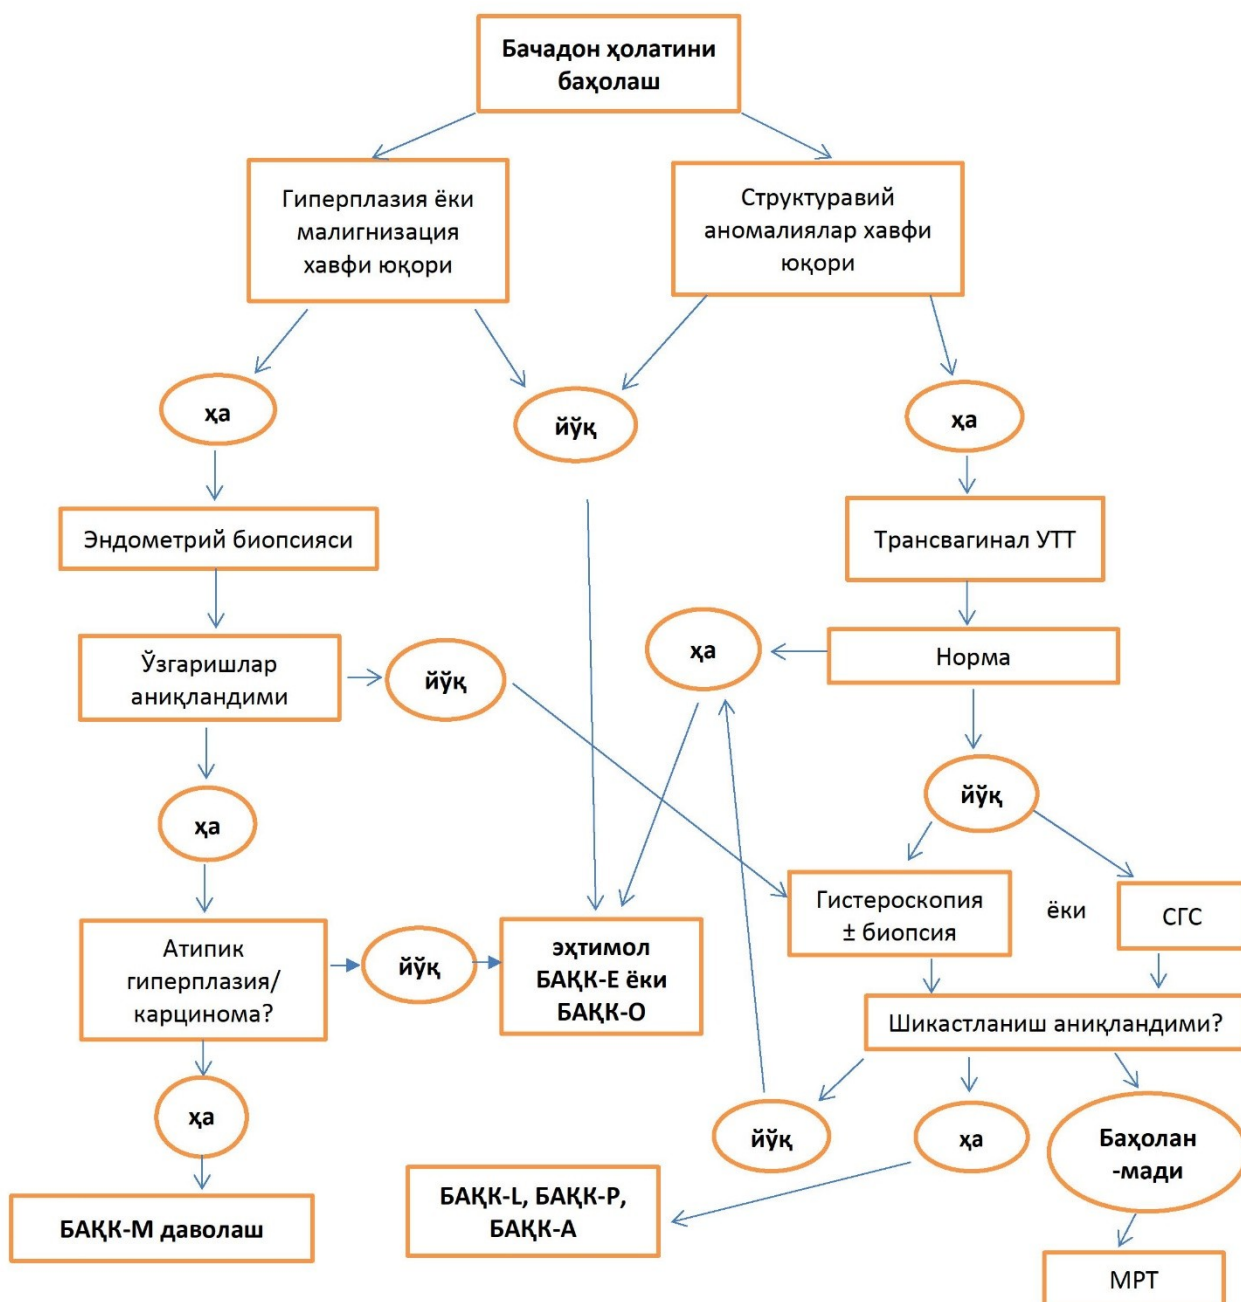 Бачадон ҳолатини
баҳолаш
Гиперплазия ёки
малигнизация
хавфи юқори
Структуравий
аномалиялар хавфи
юқори
ҳа
йўқ
ҳа
Эндометрий биопсияси
Трансвагинал УТТ
Ўзгаришлар
аниқландими
йўқ
ҳа
Норма
ҳа
йўқ
Гистероскопия
± биопсия
ёки
СГС
Атипик
гиперплазия/
карцинома?
йўқ
эҳтимол
БАҚК-Е ёки
БАҚК-О
Шикастланиш аниқландими?
ҳа
йўқ
ҳа
Баҳолан
-мади
БАҚК-М даволаш
БАҚК-L, БАҚК-Р,
БАҚК-А
МРТ